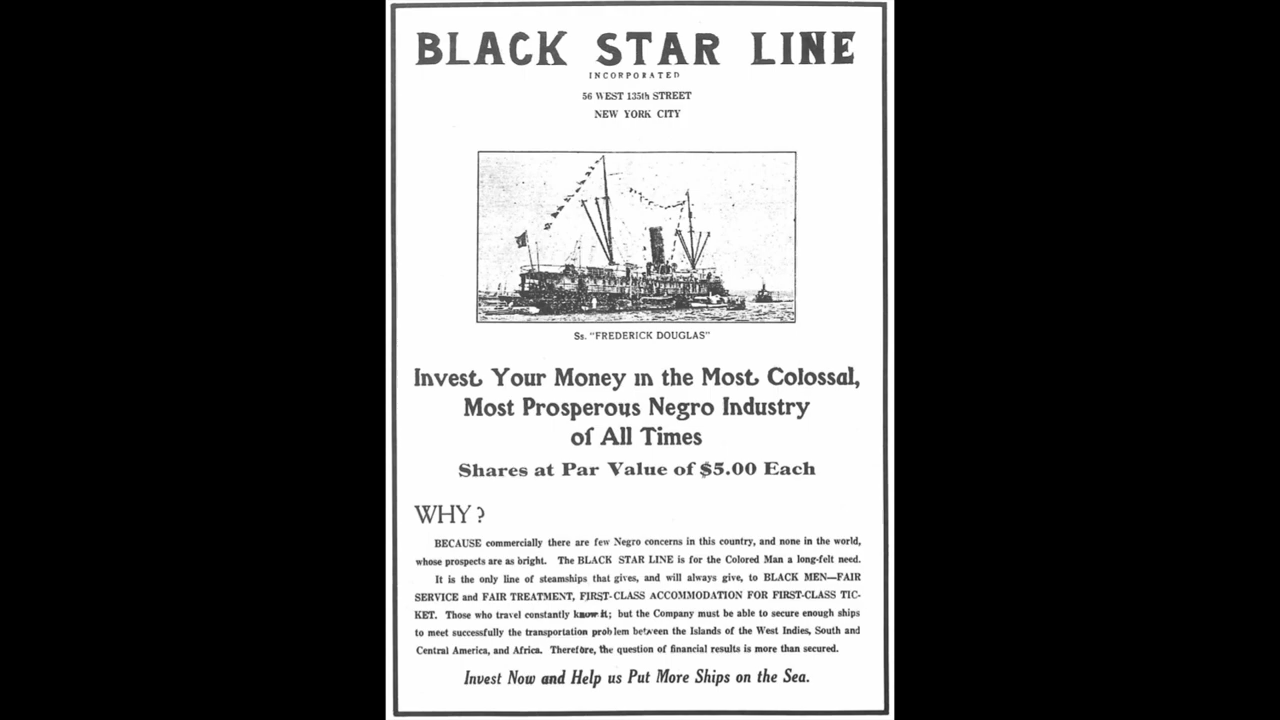 BLACK STAR LINE
INCORPORATED
56 WEST 135th STREET
NEW YORK CITY
Ss. "FREDERICK DOUGLAS"
Invest Your Money in the Most Colossal,
Most Prosperous Negro Industry
of All Times
Shares at Par Value of $5.00 Each
WHY?
BECAUSE commercially there are few Negro concerns in this country, and none in the world,
whose prospects are as bright. The BLACK STAR LINE is for the Colored Man a long-felt need.
It is the only line of steamships that gives, and will always give, to BLACK MEN—FAIR
SERVICE and FAIR TREATMENT, FIRST-CLASS ACCOMMODATION FOR FIRST-CLASS TIC-
KET. Those who travel constantly know it; but the Company must be able to secure enough ships
to meet successfully the transportation problem between the Islands of the West Indies, South and
Central America, and Africa. Therefore, the question of financial results is more than secured.
Invest Now and Help us Put More Ships on the Sea.